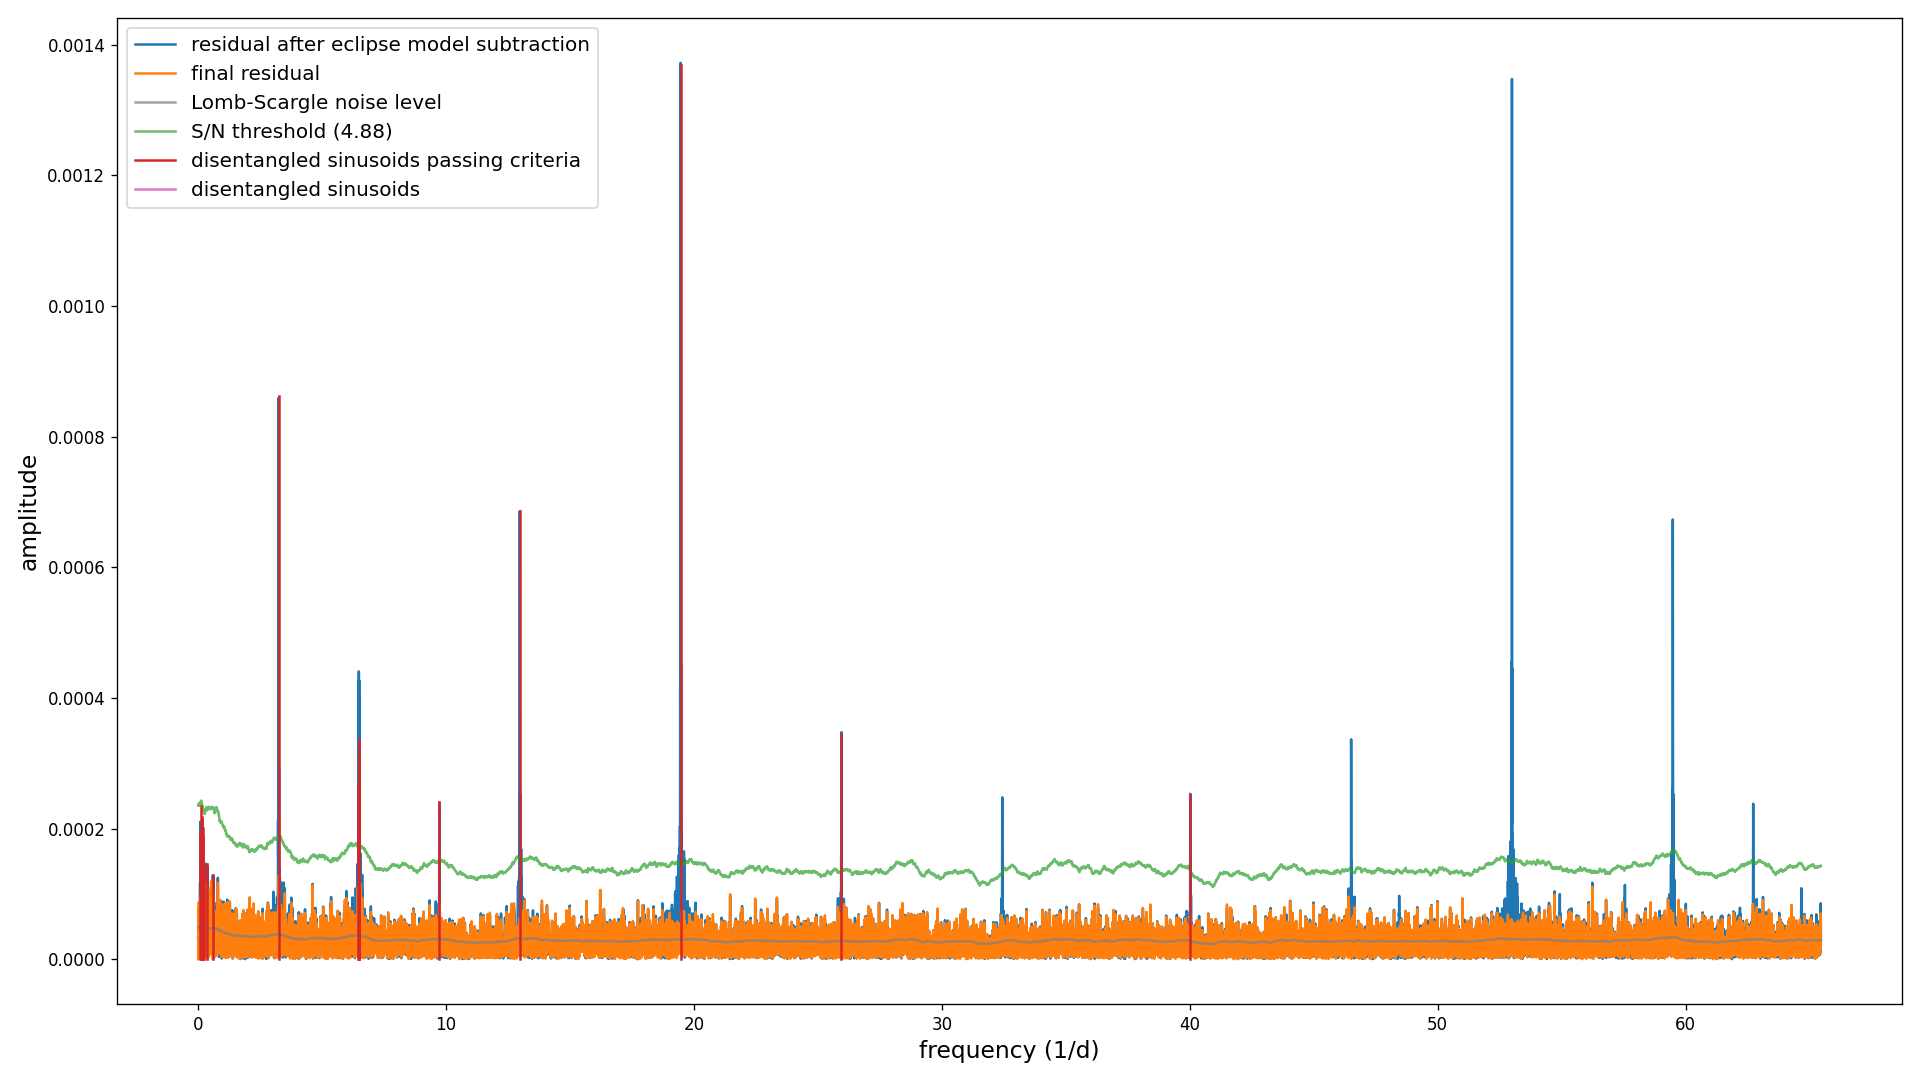 residual after eclipse model subtraction
final residual
Lomb-Scargle noise level
S/N threshold (4.88)
disentangled sinusoids passing criteria
disentangled sinusoids
0.0014
0.0012
0.0010
0.0008
0.0006
0.0004
0.0002
0.0000
amplitude
0 10 20 30 40 50 60
frequency (1/d)